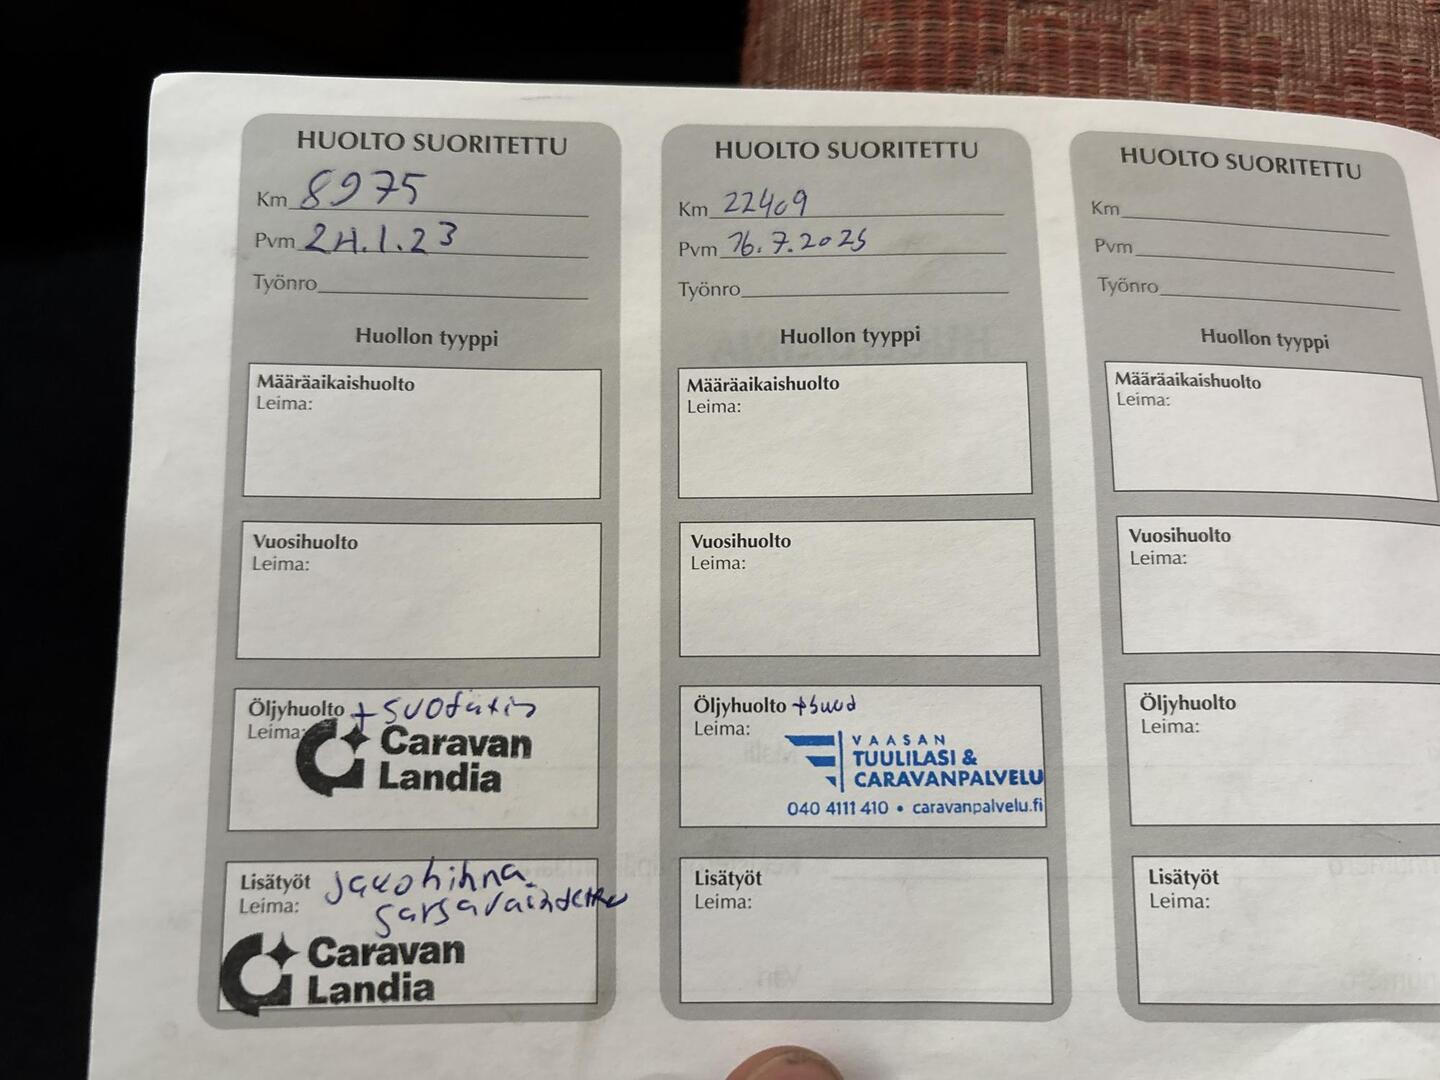 HUOLTO SUORITETTU
Km 8975
Pvm 24.1.23
Työnro
Huollon tyyppi
Määräaikaishuolto
Leima:
Vuosihuolto
Leima:
Öljyhuolto + suodatin
Leima:
Caravan
Landia
Lisätyöt jakohihna
Leima: sarja vaihdettu
Caravan
Landia
HUOLTO SUORITETTU
Km 22409
Pvm 16.7.2025
Työnro
Huollon tyyppi
Määräaikaishuolto
Leima:
Vuosihuolto
Leima:
Öljyhuolto +suod
Leima:
VAASAN
TUULILASI &
CARAVANPALVELU
040 4111 410 • caravanpalvelu.fi
Lisätyöt
Leima:
HUOLTO SUORITETTU
Km
Pvm
Työnro
Huollon tyyppi
Määräaikaishuolto
Leima:
Vuosihuolto
Leima:
Öljyhuolto
Leima:
Lisätyöt
Leima: